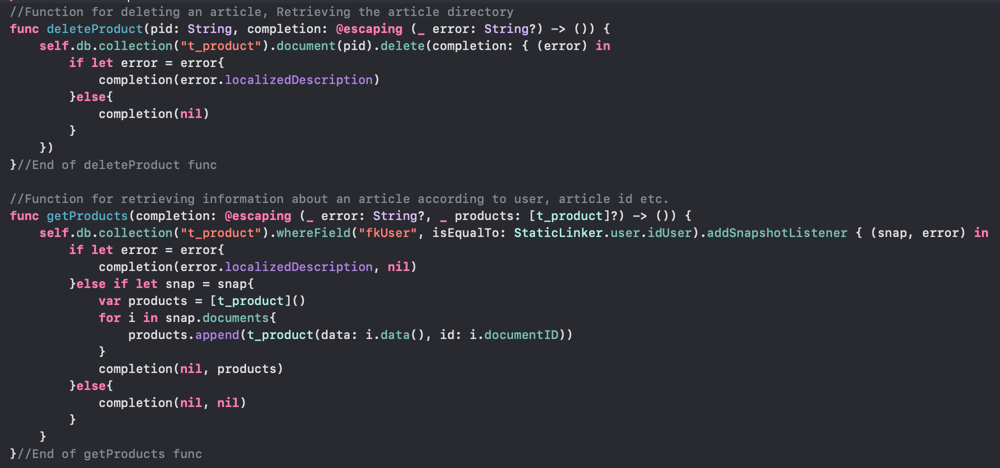 //Function for deleting an article, Retrieving the article directory
func deleteProduct(pid: String, completion: @escaping (_ error: String?) -> ()) {
    self.db.collection("t_product").document(pid).delete(completion: { (error) in
        if let error = error{
            completion(error.localizedDescription)
        }else{
            completion(nil)
        }
    })
}//End of deleteProduct func

//Function for retrieving information about an article according to user, article id etc.
func getProducts(completion: @escaping (_ error: String?, _ products: [t_product]?) -> ()) {
    self.db.collection("t_product").whereField("fkUser", isEqualTo: StaticLinker.user.idUser).addSnapshotListener { (snap, error) in
        if let error = error{
            completion(error.localizedDescription, nil)
        }else if let snap = snap{
            var products = [t_product]()
            for i in snap.documents{
                products.append(t_product(data: i.data(), id: i.documentID))
            }
            completion(nil, products)
        }else{
            completion(nil, nil)
        }
    }
}//End of getProducts func